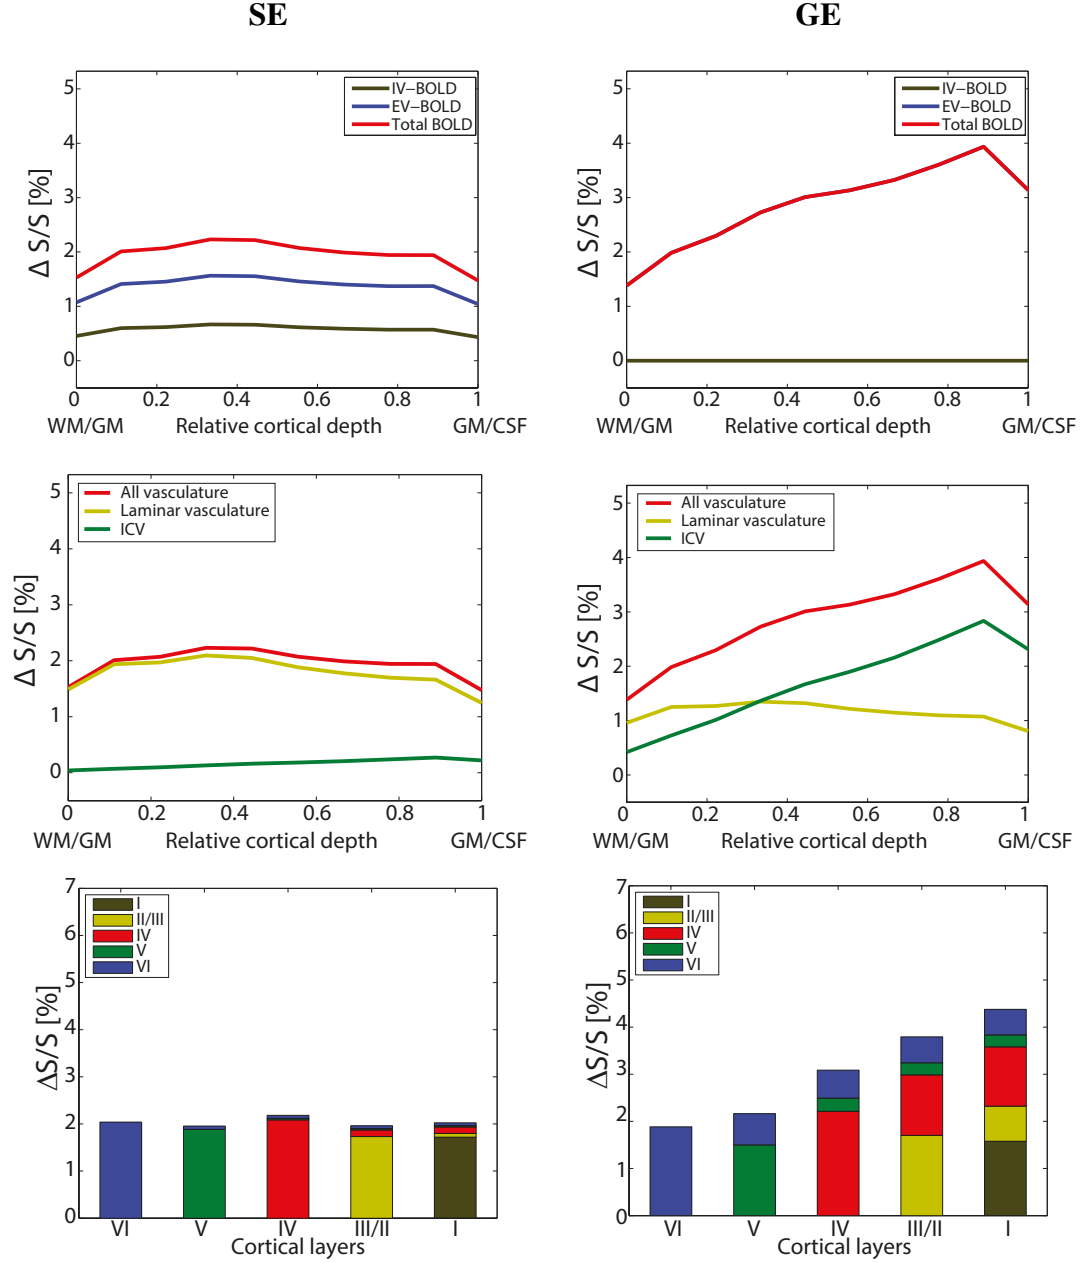 SE
GE
IV-BOLD
EV-BOLD
Total BOLD
Δ S/S [%]
5
4
3
2
1
0
0 0.2 0.4 0.6 0.8 1
WM/GM Relative cortical depth GM/CSF
IV-BOLD
EV-BOLD
Total BOLD
Δ S/S [%]
5
4
3
2
1
0
0 0.2 0.4 0.6 0.8 1
WM/GM Relative cortical depth GM/CSF
All vasculature
Laminar vasculature
ICV
Δ S/S [%]
5
4
3
2
1
0
0 0.2 0.4 0.6 0.8 1
WM/GM Relative cortical depth GM/CSF
All vasculature
Laminar vasculature
ICV
Δ S/S [%]
5
4
3
2
1
0
0 0.2 0.4 0.6 0.8 1
WM/GM Relative cortical depth GM/CSF
I
II/III
IV
V
VI
ΔS/S [%]
7
6
5
4
3
2
1
0
VI V IV III/II I
Cortical layers
I
II/III
IV
V
VI
ΔS/S [%]
7
6
5
4
3
2
1
0
VI V IV III/II I
Cortical layers